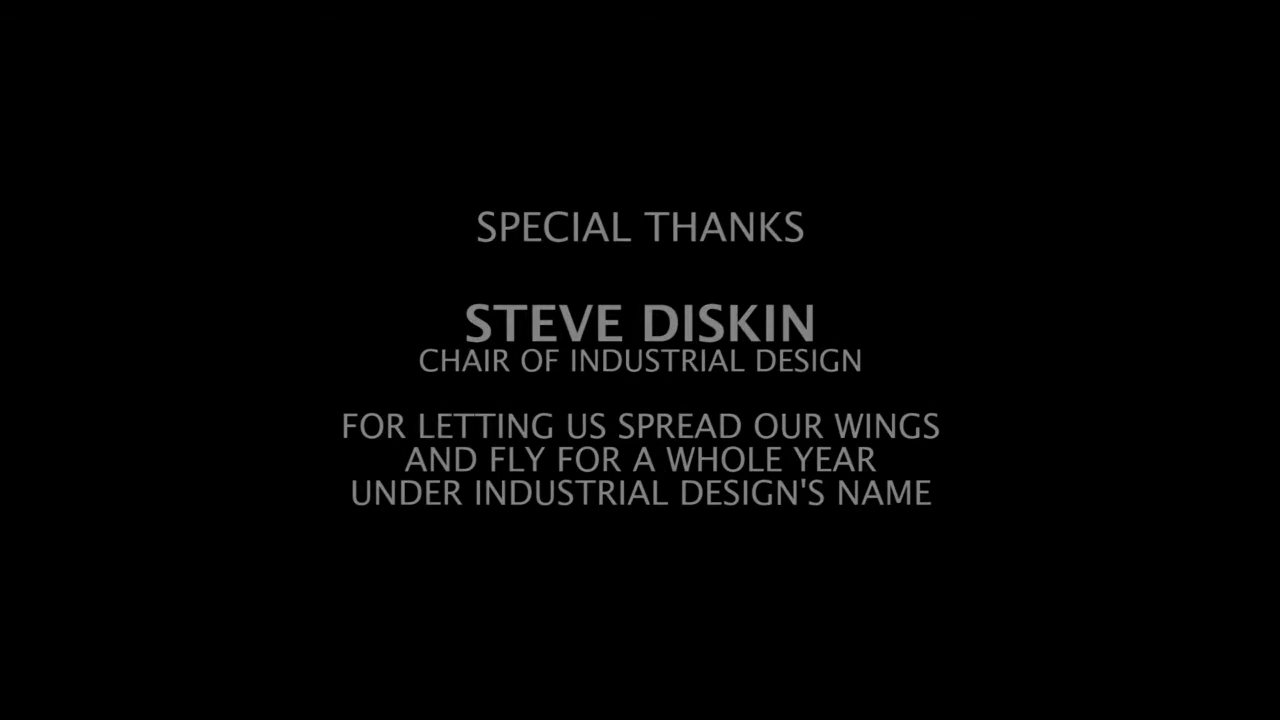 SPECIAL THANKS
STEVE DISKIN
CHAIR OF INDUSTRIAL DESIGN
FOR LETTING US SPREAD OUR WINGS
AND FLY FOR A WHOLE YEAR
UNDER INDUSTRIAL DESIGN'S NAME